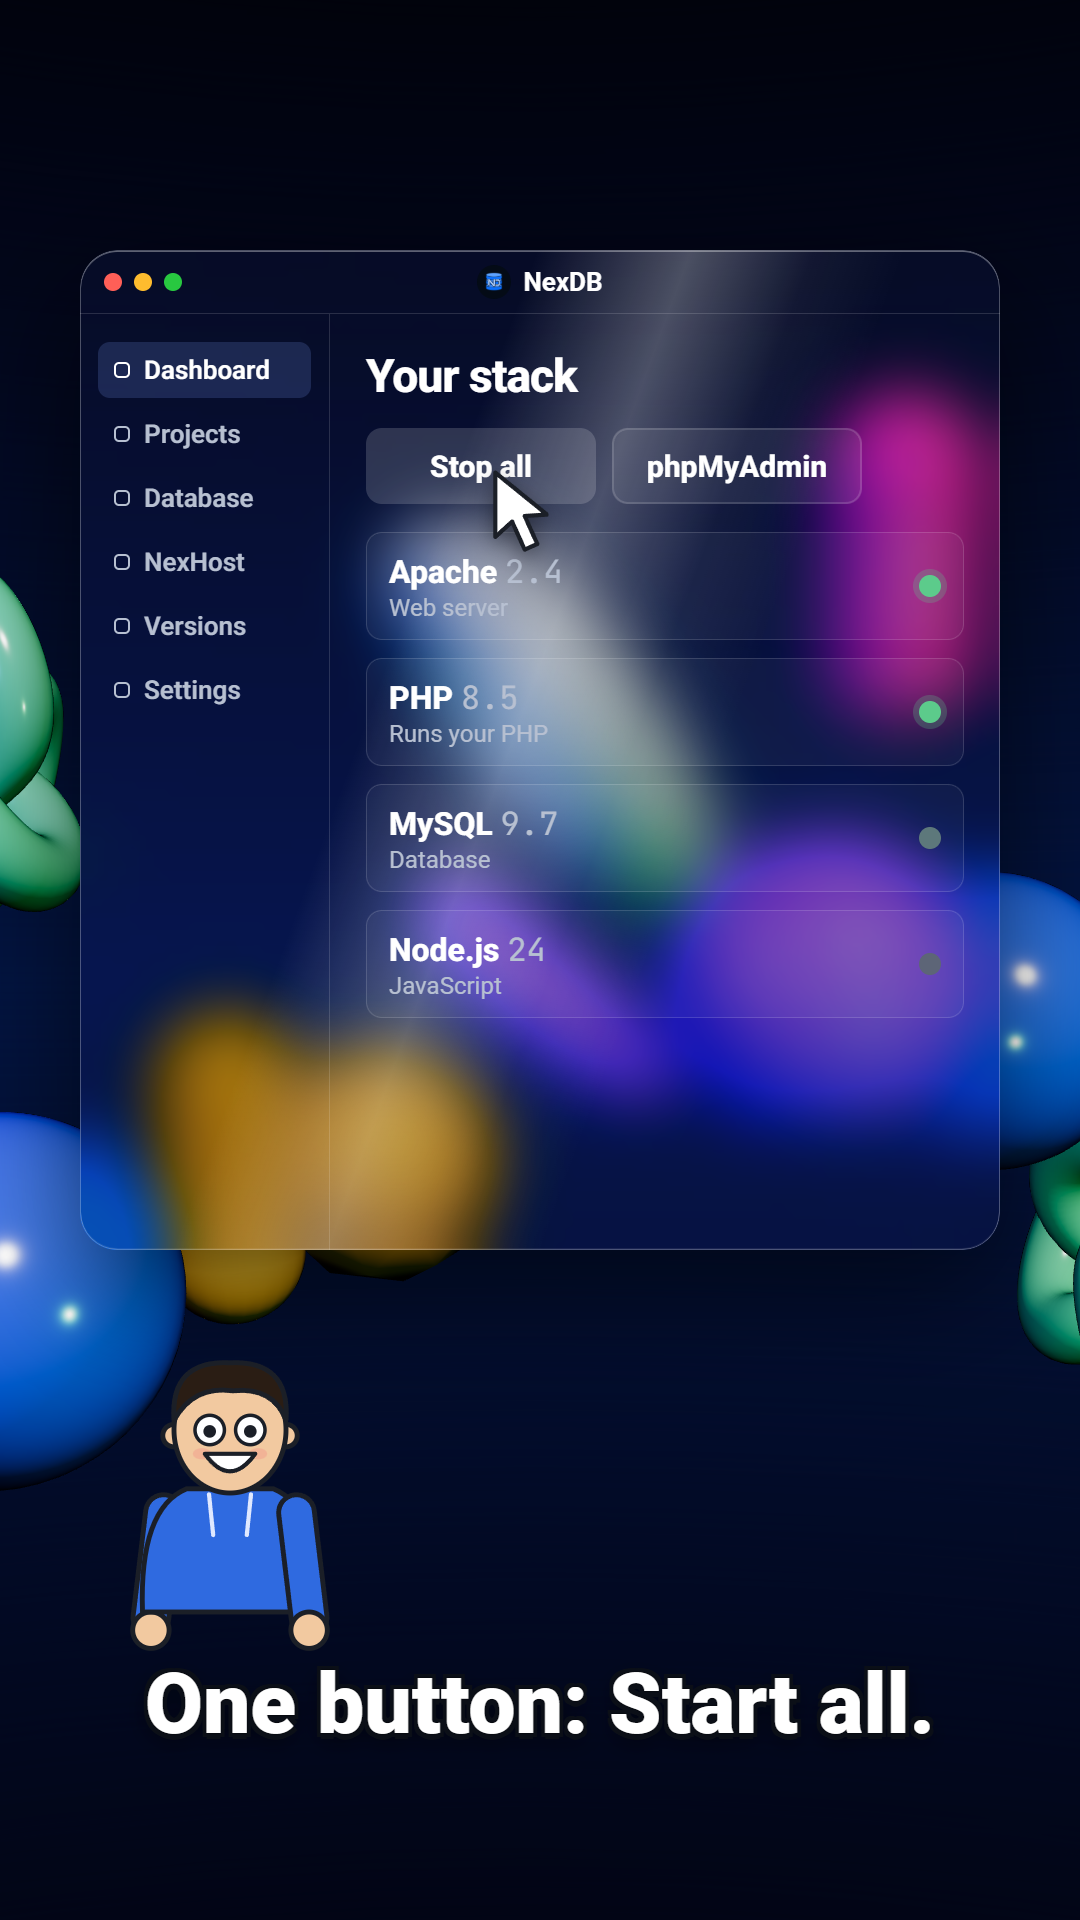 NexDB
Dashboard
Projects
Database
NexHost
Versions
Settings
Your stack
Stop all
phpMyAdmin
Apache 2.4
Web server
PHP 8.5
Runs your PHP
MySQL 9.7
Database
Node.js 24
JavaScript
One button: Start all.